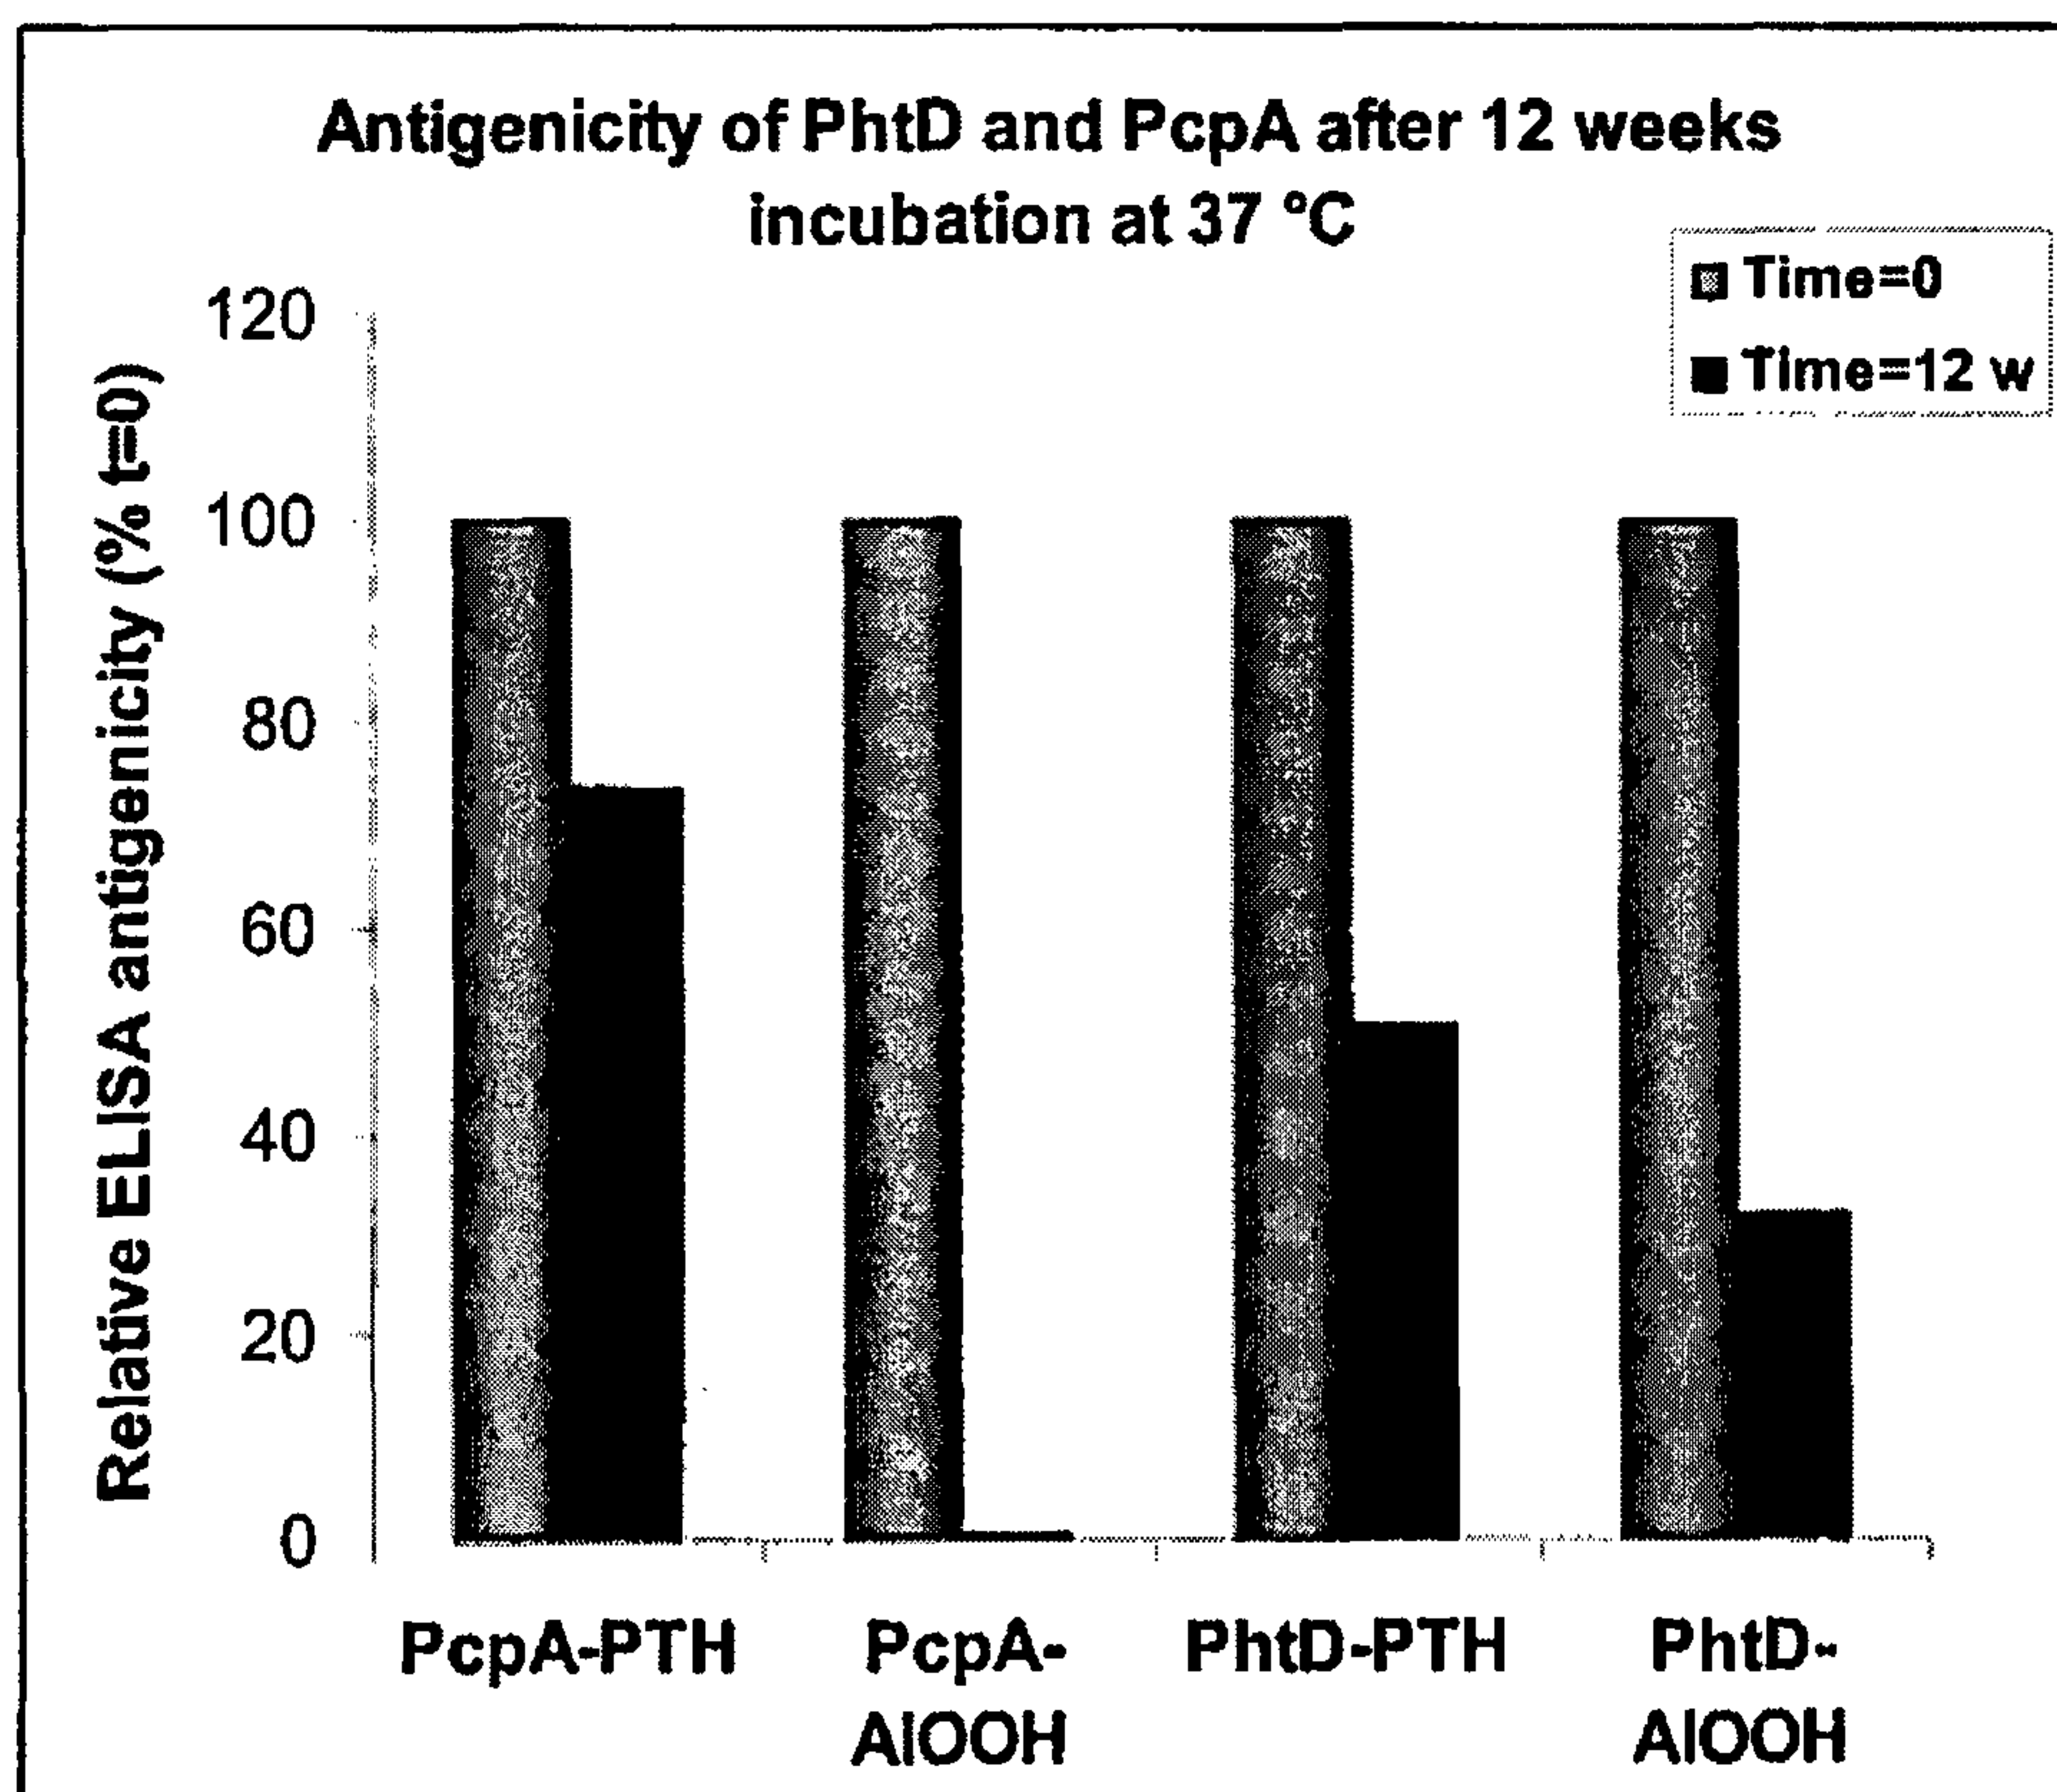 Antigenicity of PhtD and PcpA after 12 weeks
incubation at 37 °C
Time=0
Time=12 w
Relative ELISA antigenicity (% t=0)
120
100
80
60
40
20
0
PcpA-PTH
PcpA-
AlOOH
PhtD-PTH
PhtD-
AlOOH